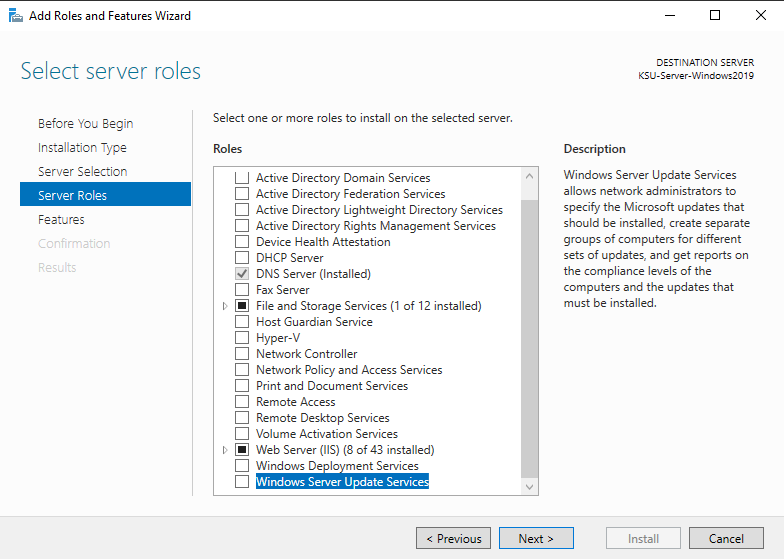 Add Roles and Features Wizard
Select server roles
DESTINATION SERVER
KSU-Server-Windows2019
Before You Begin
Installation Type
Server Selection
Server Roles
Features
Confirmation
Results
Select one or more roles to install on the selected server.
Roles
Active Directory Domain Services
Active Directory Federation Services
Active Directory Lightweight Directory Services
Active Directory Rights Management Services
Device Health Attestation
DHCP Server
DNS Server (Installed)
Fax Server
File and Storage Services (1 of 12 installed)
Host Guardian Service
Hyper-V
Network Controller
Network Policy and Access Services
Print and Document Services
Remote Access
Remote Desktop Services
Volume Activation Services
Web Server (IIS) (8 of 43 installed)
Windows Deployment Services
Windows Server Update Services
Description
Windows Server Update Services
allows network administrators to
specify the Microsoft updates that
should be installed, create separate
groups of computers for different
sets of updates, and get reports on
the compliance levels of the
computers and the updates that
must be installed.
< Previous
Next >
Install
Cancel